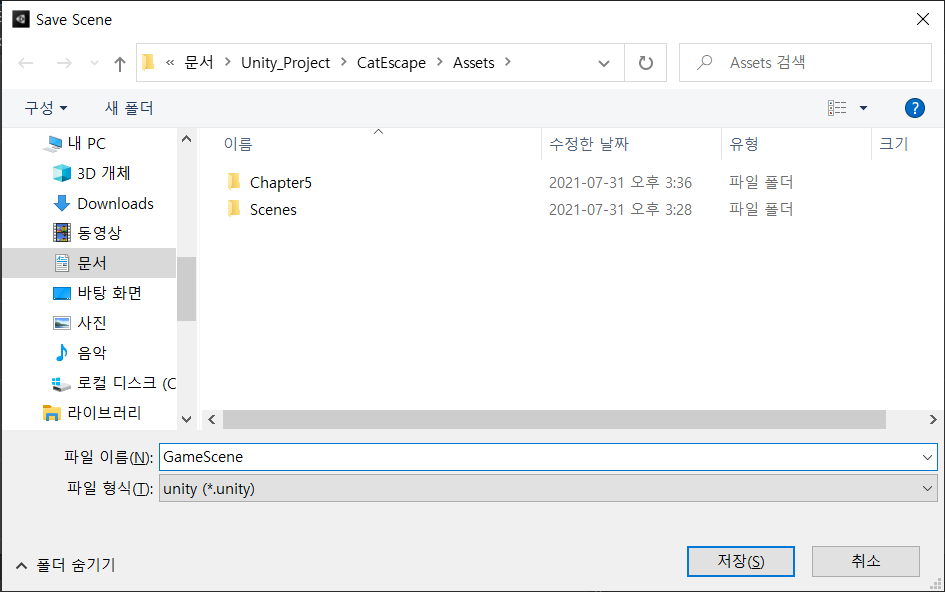 Save Scene
« 문서 > Unity_Project > CatEscape > Assets >
Assets 검색
구성 새 폴더
내 PC
3D 개체
Downloads
동영상
문서
바탕 화면
사진
음악
로컬 디스크 (C
라이브러리
이름 수정한 날짜 유형 크기
Chapter5 2021-07-31 오후 3:36 파일 폴더
Scenes 2021-07-31 오후 3:28 파일 폴더
파일 이름(N): GameScene
파일 형식(T): unity (*.unity)
폴더 숨기기
저장(S) 취소